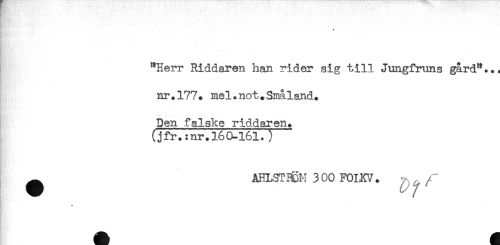 "Herr Riddaren han rider sig till Jungfruns gård"...
nr.177. mel.not.Småland.
Den falske riddaren.
(jfr.:nr.160-161.)
AHLSTRÖM 300 FOLKV.